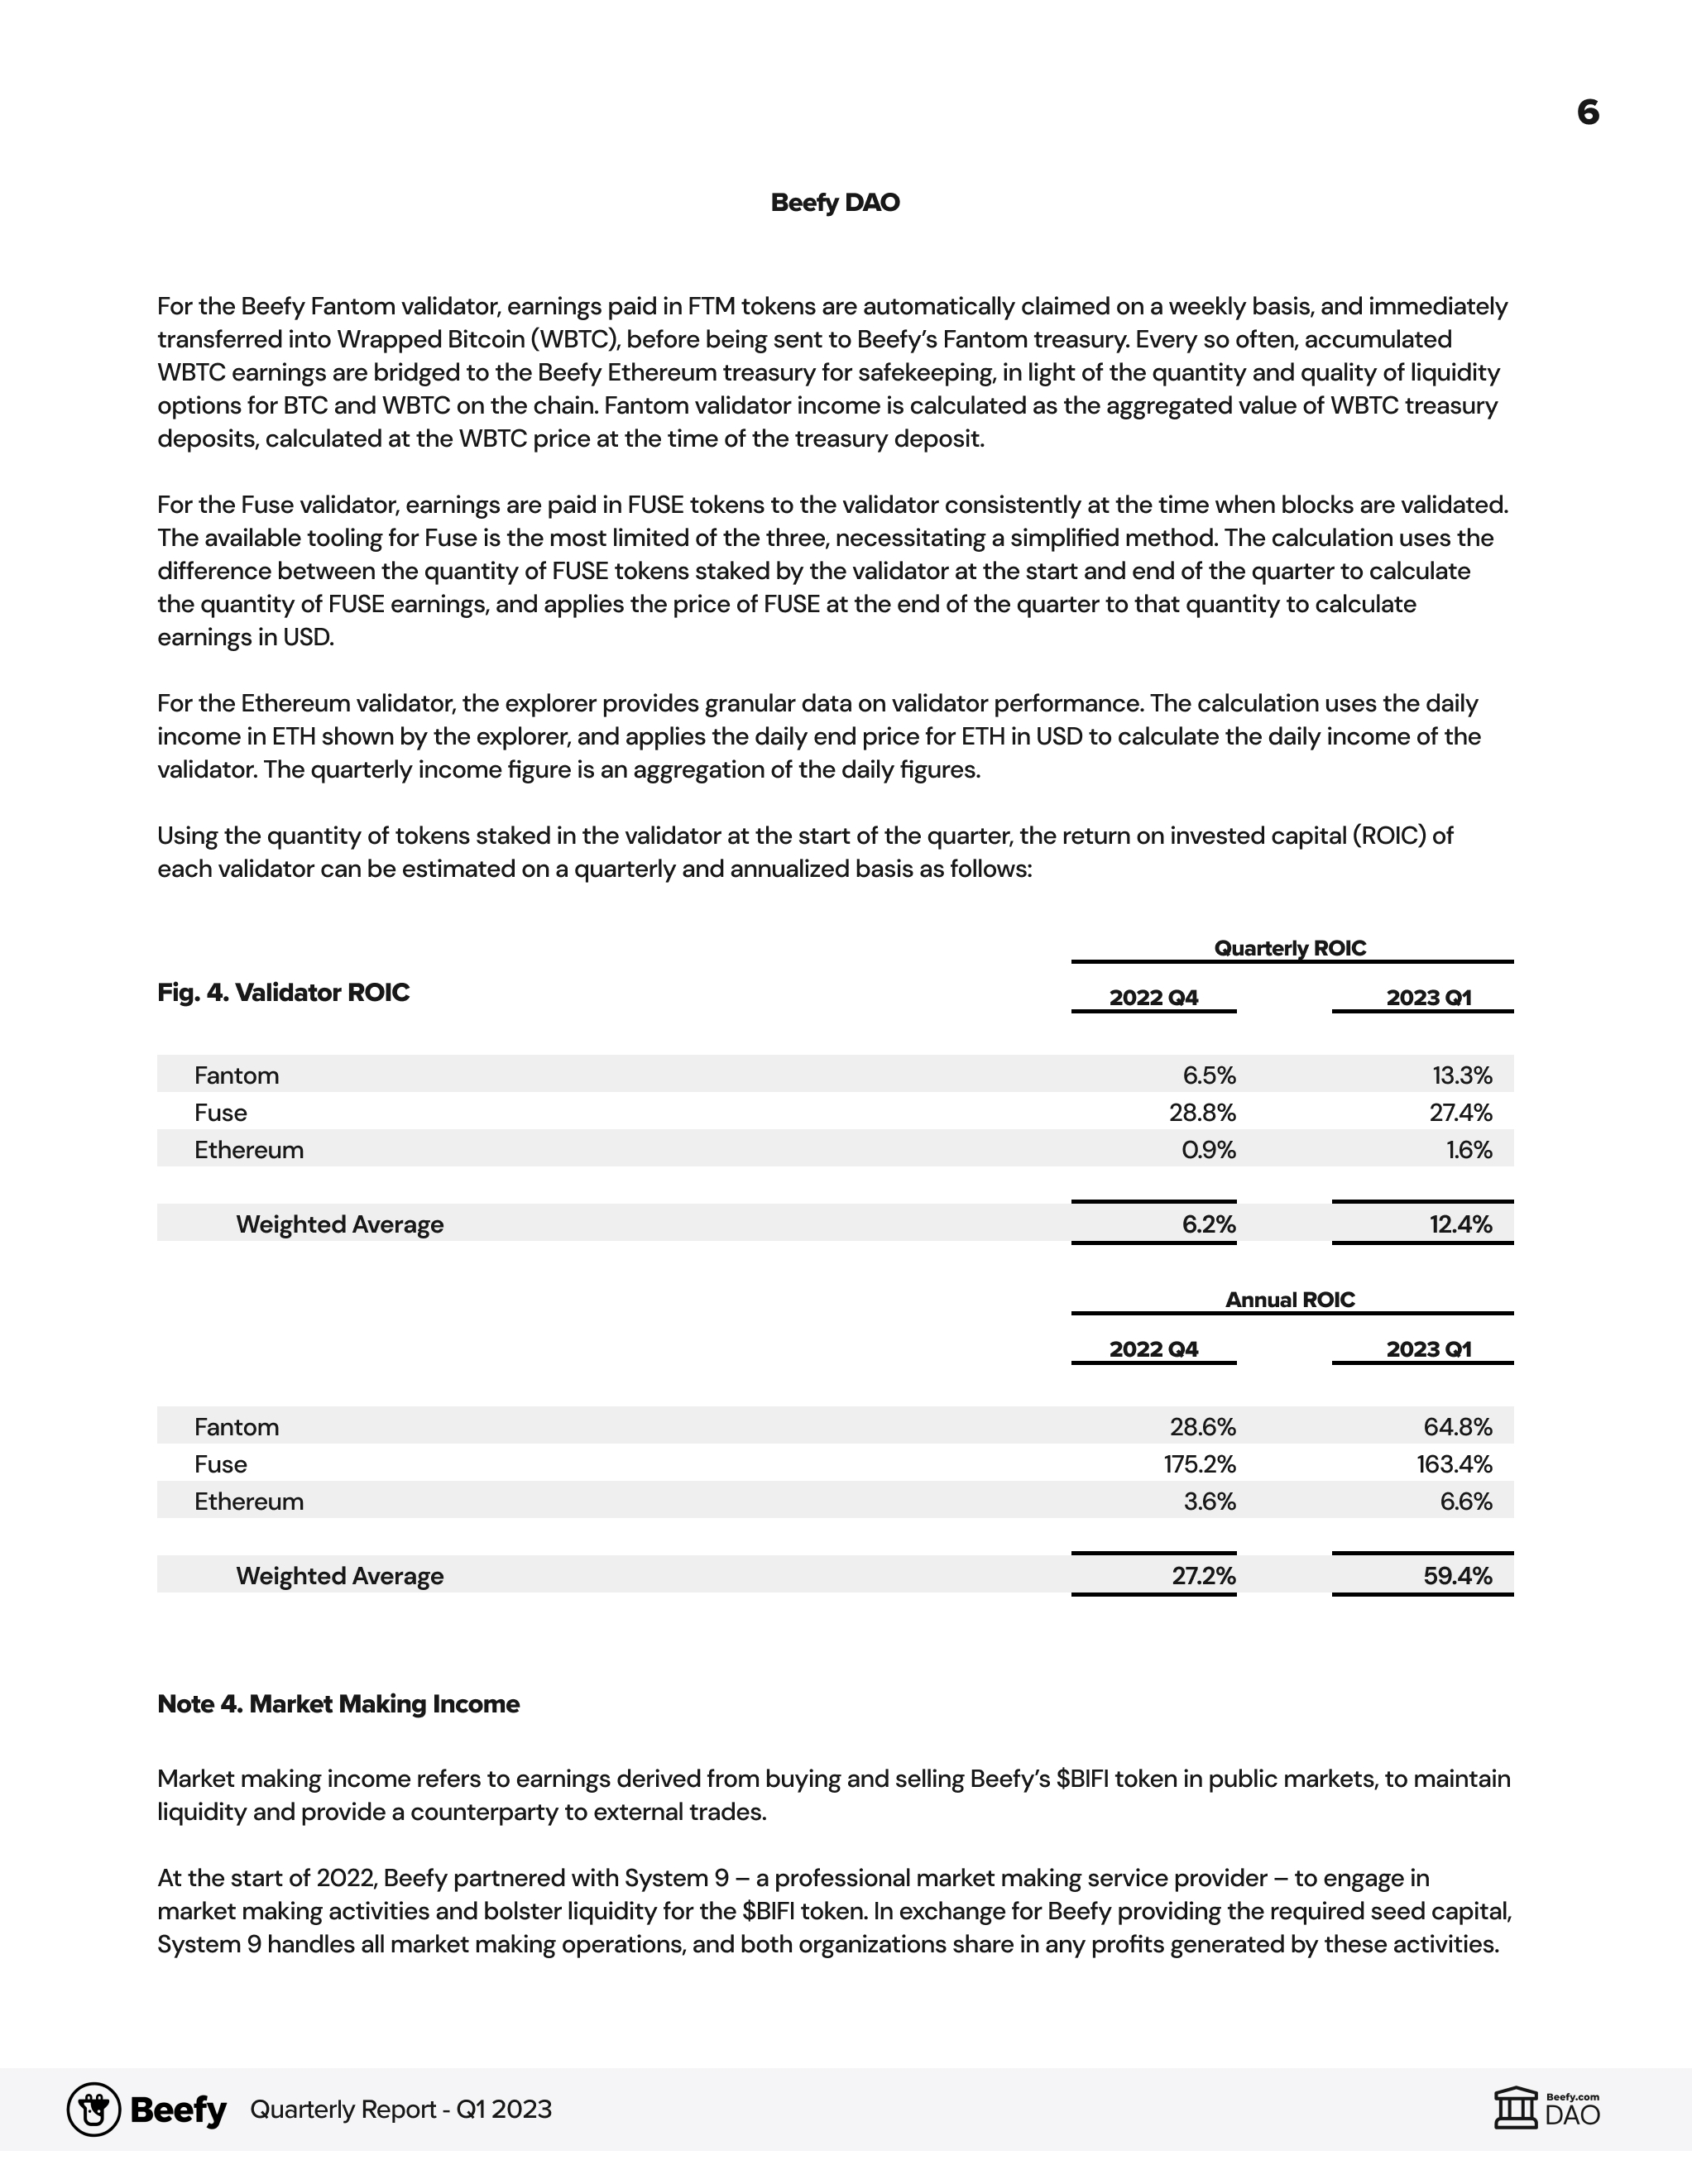 6
Beefy DAO
For the Beefy Fantom validator, earnings paid in FTM tokens are automatically claimed on a weekly basis, and immediately
transferred into Wrapped Bitcoin (WBTC), before being sent to Beefy’s Fantom treasury. Every so often, accumulated
WBTC earnings are bridged to the Beefy Ethereum treasury for safekeeping, in light of the quantity and quality of liquidity
options for BTC and WBTC on the chain. Fantom validator income is calculated as the aggregated value of WBTC treasury
deposits, calculated at the WBTC price at the time of the treasury deposit.
For the Fuse validator, earnings are paid in FUSE tokens to the validator consistently at the time when blocks are validated.
The available tooling for Fuse is the most limited of the three, necessitating a simplified method. The calculation uses the
difference between the quantity of FUSE tokens staked by the validator at the start and end of the quarter to calculate
the quantity of FUSE earnings, and applies the price of FUSE at the end of the quarter to that quantity to calculate
earnings in USD.
For the Ethereum validator, the explorer provides granular data on validator performance. The calculation uses the daily
income in ETH shown by the explorer, and applies the daily end price for ETH in USD to calculate the daily income of the
validator. The quarterly income figure is an aggregation of the daily figures.
Using the quantity of tokens staked in the validator at the start of the quarter, the return on invested capital (ROIC) of
each validator can be estimated on a quarterly and annualized basis as follows:
Quarterly ROIC
Fig. 4. Validator ROIC 2022 Q4 2023 Q1
Fantom 6.5% 13.3%
Fuse 28.8% 27.4%
Ethereum 0.9% 1.6%
Weighted Average 6.2% 12.4%
Annual ROIC
2022 Q4 2023 Q1
Fantom 28.6% 64.8%
Fuse 175.2% 163.4%
Ethereum 3.6% 6.6%
Weighted Average 27.2% 59.4%
Note 4. Market Making Income
Market making income refers to earnings derived from buying and selling Beefy’s $BIFI token in public markets, to maintain
liquidity and provide a counterparty to external trades.
At the start of 2022, Beefy partnered with System 9 – a professional market making service provider – to engage in
market making activities and bolster liquidity for the $BIFI token. In exchange for Beefy providing the required seed capital,
System 9 handles all market making operations, and both organizations share in any profits generated by these activities.
Beefy Quarterly Report - Q1 2023
Beefy.com
DAO